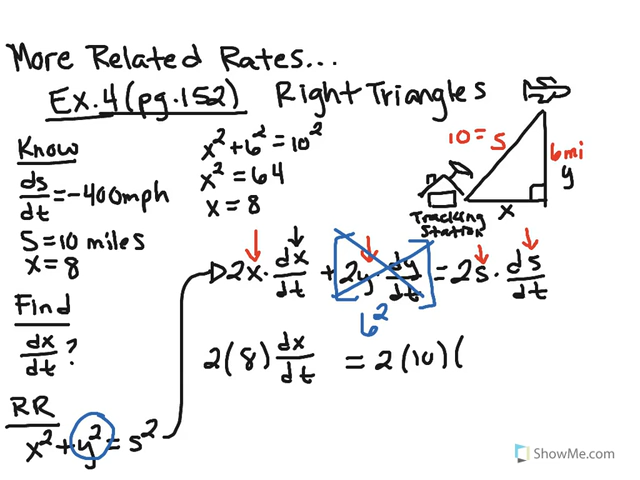 More Related Rates...
Ex.4 (pg.152) Right Triangles
Know
ds/dt = -400mph
S=10 miles
x=8
x²+6²=10²
x²=64
x=8
10=S
6mi
y
x
Tracking Station
Find
dx/dt ?
2x·dx/dt + [2y·dy/dt] = 2s·ds/dt
6²
2(8)dx/dt = 2(10)(
RR
x²+y²=s²
ShowMe.com